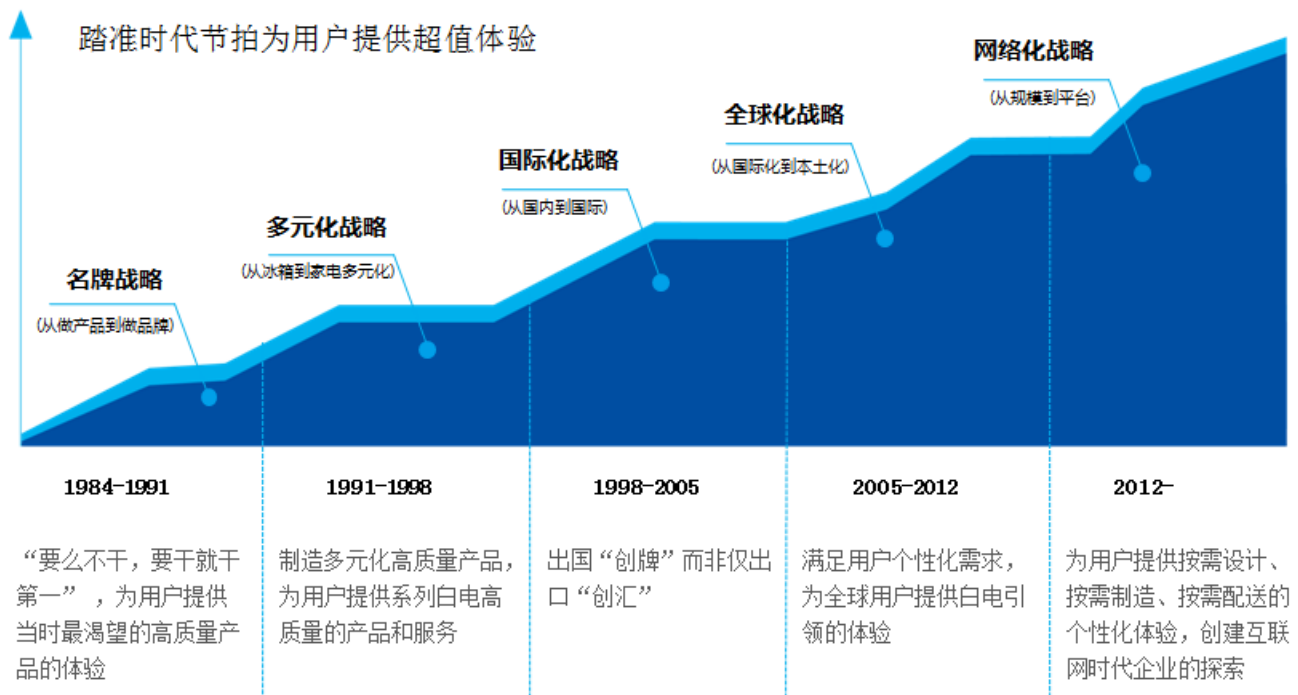 踏准时代节拍为用户提供超值体验
名牌战略
(从做产品到做品牌)
多元化战略
(从冰箱到家电多元化)
国际化战略
(从国内到国际)
全球化战略
(从国际化到本土化)
网络化战略
(从规模到平台)
1984-1991
“要么不干，要干就干
第一” ，为用户提供
当时最渴望的高质量产
品的体验
1991-1998
制造多元化高质量产品，
为用户提供系列白电高
质量的产品和服务
1998-2005
出国“创牌”而非仅出
口“创汇”
2005-2012
满足用户个性化需求，
为全球用户提供白电引
领的体验
2012-
为用户提供按需设计、
按需制造、按需配送的
个性化体验，创建互联
网时代企业的探索